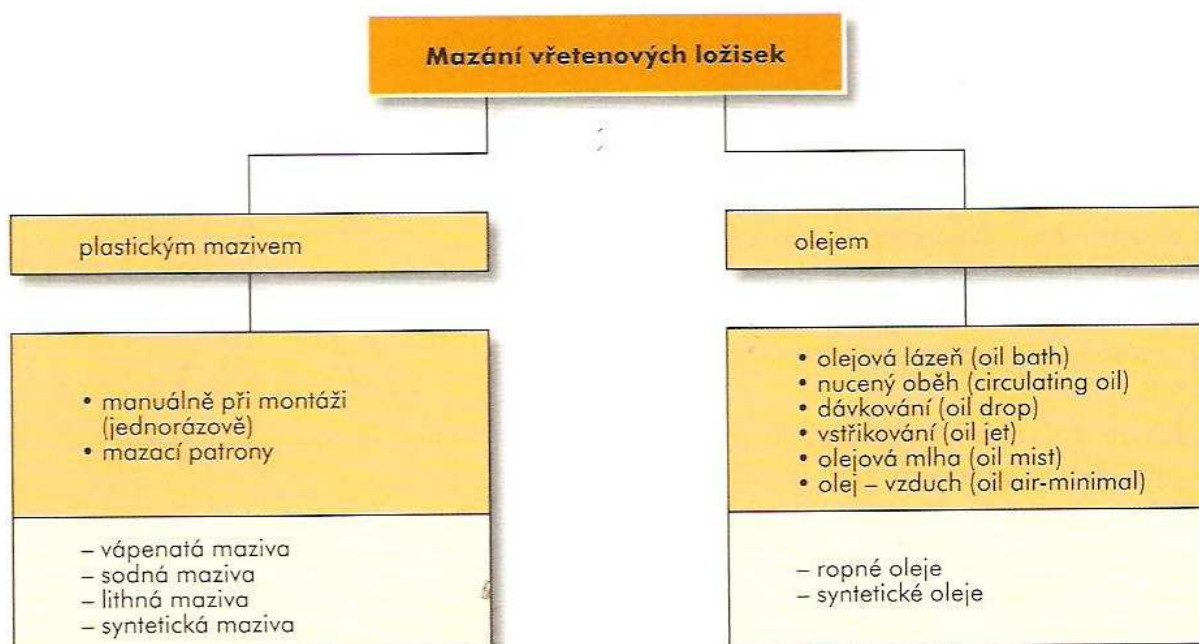 Mazání vřetenových ložisek
plastickým mazivem
• manuálně při montáži
(jednorázově)
• mazací patrony
– vápenatá maziva
– sodná maziva
– lithná maziva
– syntetická maziva
olejem
• olejová lázeň (oil bath)
• nucený oběh (circulating oil)
• dávkování (oil drop)
• vstřikování (oil jet)
• olejová mlha (oil mist)
• olej – vzduch (oil air-minimal)
– ropné oleje
– syntetické oleje